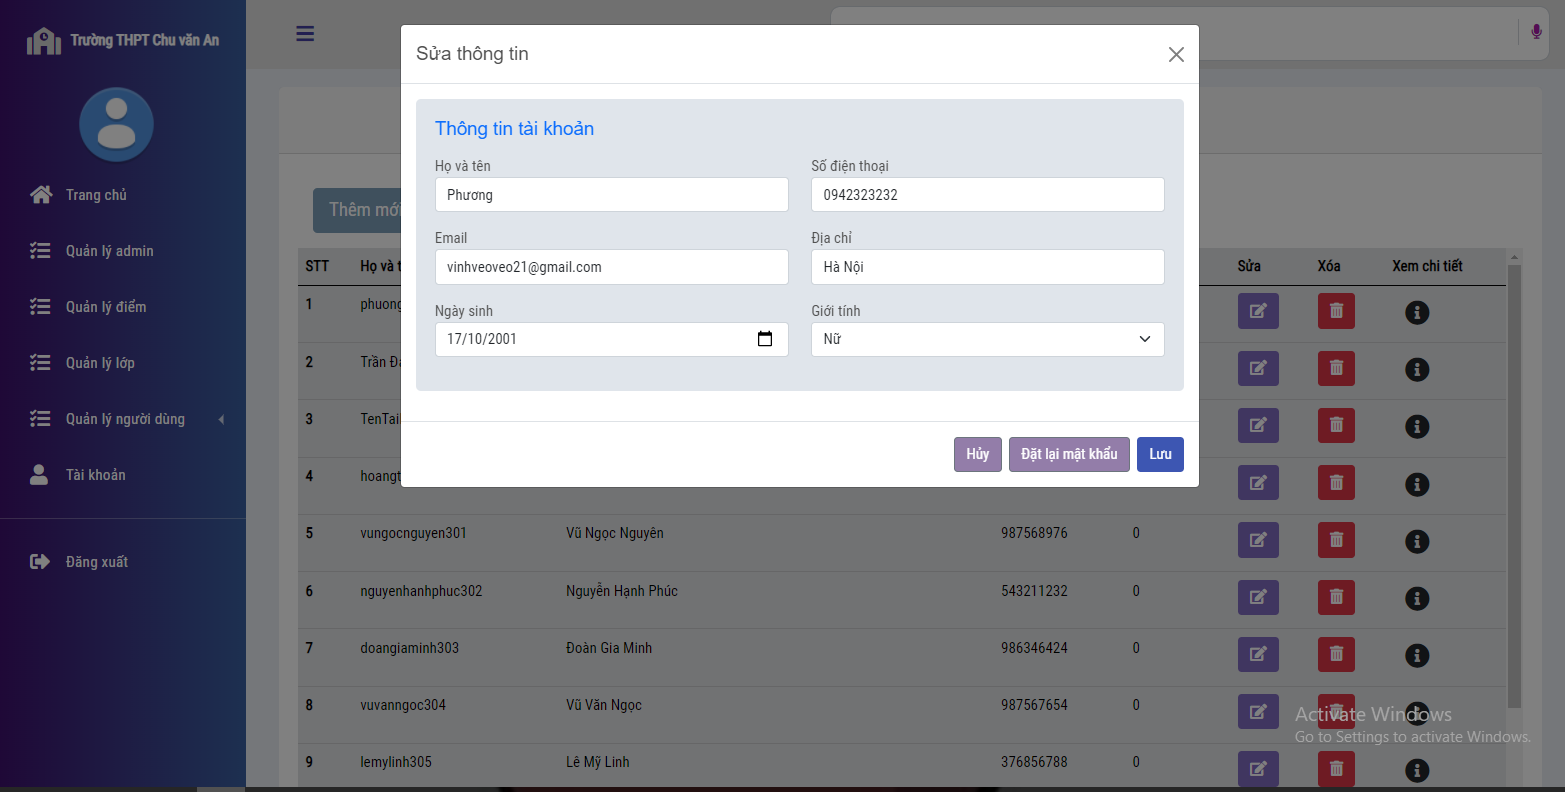 Trường THPT Chu văn An
Trang chủ
Quản lý admin
Quản lý điểm
Quản lý lớp
Quản lý người dùng
Tài khoản
Đăng xuất
Sửa thông tin
Thông tin tài khoản
Họ và tên
Số điện thoại
Phương
0942323232
Email
Địa chỉ
vinhveoveo21@gmail.com
Hà Nội
Ngày sinh
Giới tính
17/10/2001
Nữ
Hủy Đặt lại mật khẩu Lưu
Thêm mới
STT Họ và Sửa Xóa Xem chi tiết
1 phuong
2 Trần
3 TenTai
4 hoangt
5 vungocnguyen301 Vũ Ngọc Nguyên 987568976 0
6 nguyenhanhphuc302 Nguyễn Hạnh Phúc 543211232 0
7 doangiaminh303 Đoàn Gia Minh 986346424 0
8 vuvanngoc304 Vũ Văn Ngọc 987567654 0
9 lemylinh305 Lê Mỹ Linh 376856788 0
Activate Windows
Go to Settings to activate Windows.